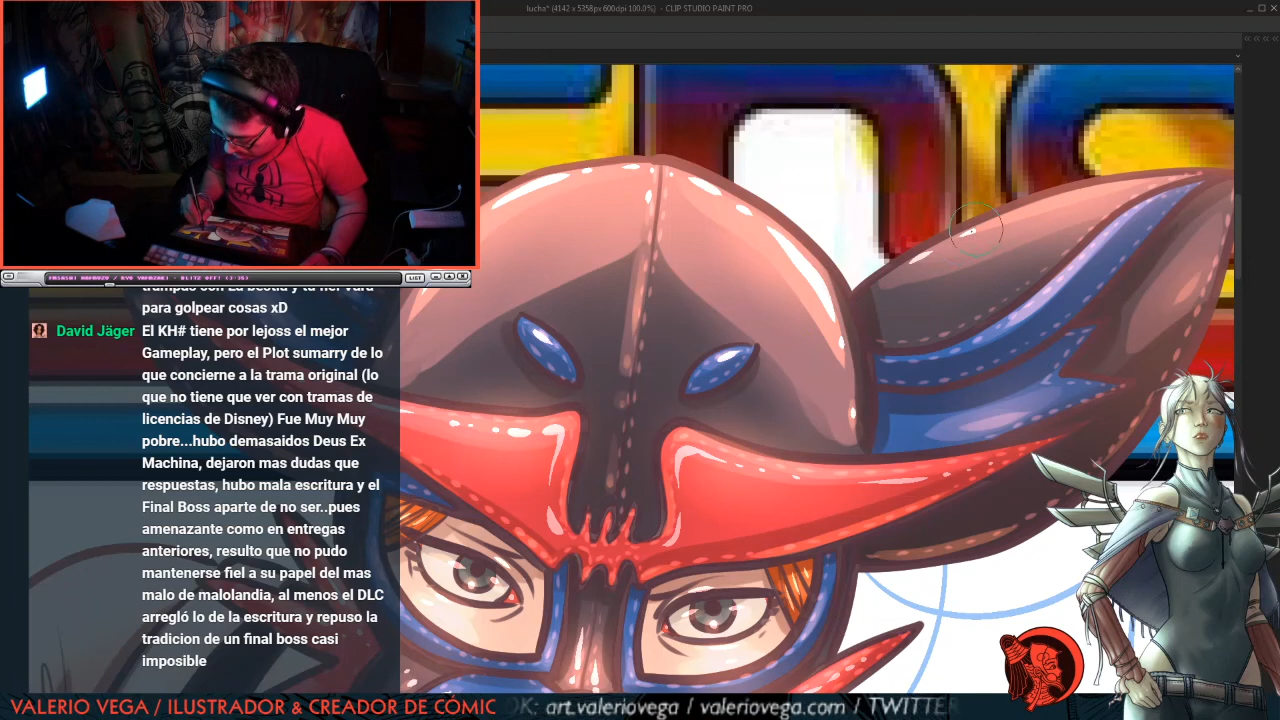 lucha* (4142 x 5358px 600dpi 100.0%) - CLIP STUDIO PAINT PRO
LIST
para golpear cosas xD
David Jäger El KH# tiene por lejoss el mejor
Gameplay, pero el Plot sumarry de lo
que concierne a la trama original (lo
que no tiene que ver con tramas de
licencias de Disney) Fue Muy Muy
pobre...hubo demasaidos Deus Ex
Machina, dejaron mas dudas que
respuestas, hubo mala escritura y el
Final Boss aparte de no ser..pues
amenazante como en entregas
anteriores, resulto que no pudo
mantenerse fiel a su papel del mas
malo de malolandia, al menos el DLC
arregló lo de la escritura y repuso la
tradicion de un final boss casi
imposible
VALERIO VEGA / ILUSTRADOR & CREADOR DE CÓMIC
OK: art.valeriovega / valeriovega.com / TWITTER